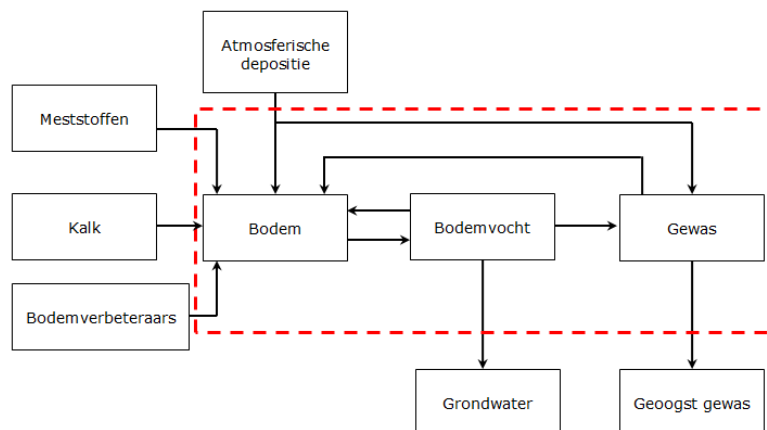 Atmosferische
depositie
Meststoffen
Kalk
Bodem
Bodemvocht
Gewas
Bodemverbeteraars
Grondwater
Geoogst gewas